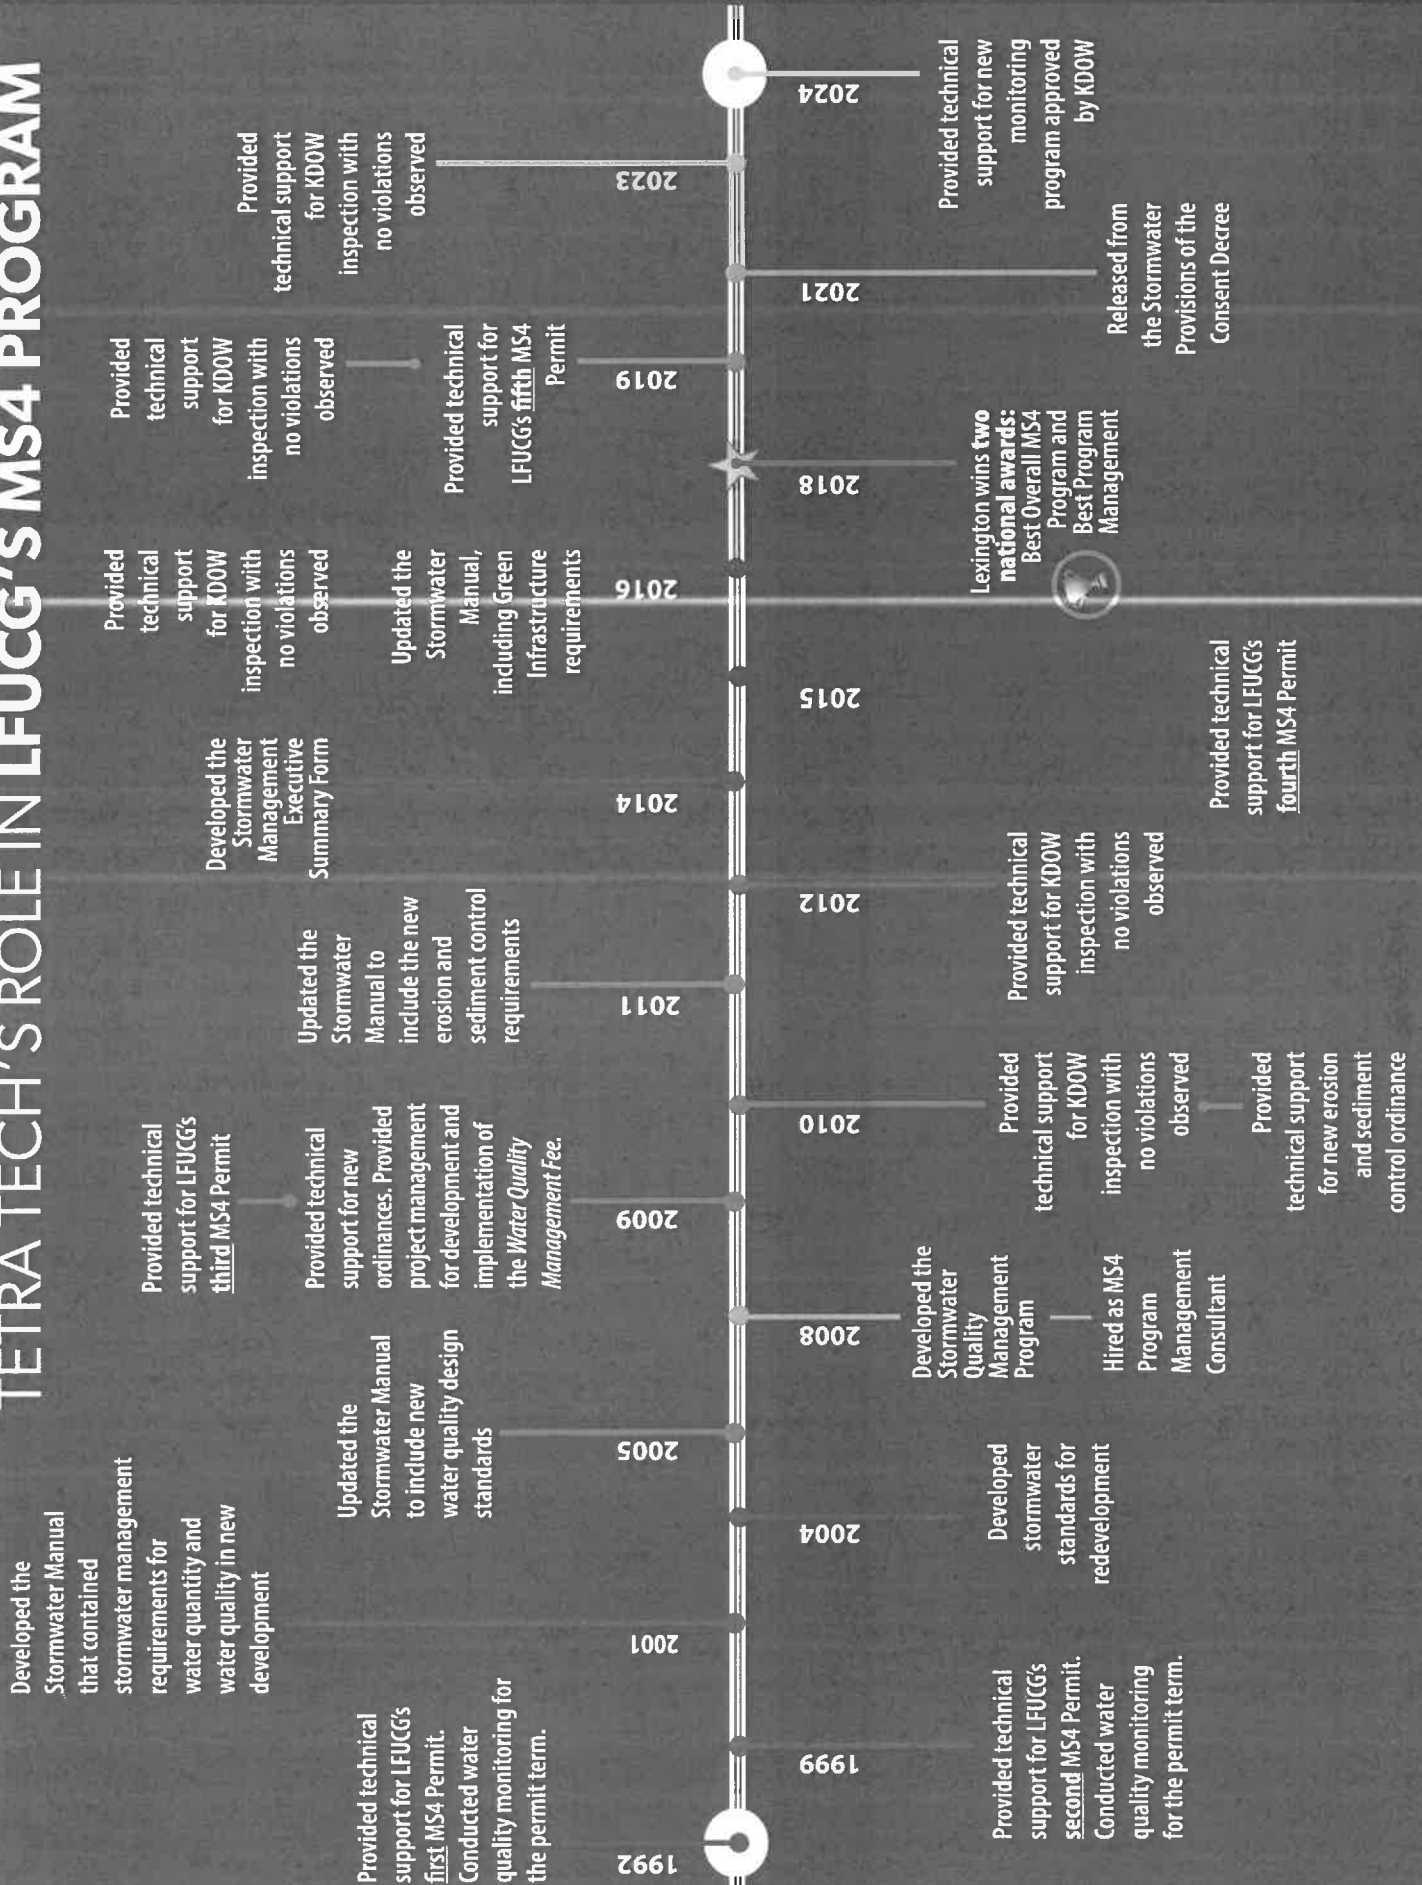 TETRA TECH'S ROLE IN LFUCG'S MS4 PROGRAM
1992
Provided technical
support for LFUCG's
first MS4 Permit.
Conducted water
quality monitoring for
the permit term.
1999
Provided technical
support for LFUCG's
second MS4 Permit.
Conducted water
quality monitoring
for the permit term.
2001
Developed the
Stormwater Manual
that contained
stormwater management
requirements for
water quantity and
water quality in new
development
2004
Developed
stormwater
standards for
redevelopment
2005
Updated the
Stormwater Manual
to include new
water quality design
standards
2008
Developed the
Stormwater
Quality
Management
Program
Hired as MS4
Program
Management
Consultant
2009
Provided technical
support for LFUCG's
third MS4 Permit
Provided technical
support for new
ordinances. Provided
project management
for development and
implementation of
the Water Quality
Management Fee.
2010
Provided
technical support
for KDOW
inspection with
no violations
observed
Provided
technical support
for new erosion
and sediment
control ordinance
2011
Updated the
Stormwater
Manual to
include the new
erosion and
sediment control
requirements
2012
Provided technical
support for KDOW
inspection with
no violations
observed
2014
Developed the
Stormwater
Management
Executive
Summary Form
2015
Provided technical
support for LFUCG's
fourth MS4 Permit
2016
Provided
technical
support
for KDOW
inspection with
no violations
observed
Updated the
Stormwater
Manual,
including Green
Infrastructure
requirements
2018
Lexington wins two
national awards:
Best Overall MS4
Program and
Best Program
Management
2019
Provided
technical
support
for KDOW
inspection with
no violations
observed
Provided technical
support for
LFUCG's fifth MS4
Permit
2021
Released from
the Stormwater
Provisions of the
Consent Decree
2023
Provided
technical support
for KDOW
inspection with
no violations
observed
2024
Provided technical
support for new
monitoring
program approved
by KDOW